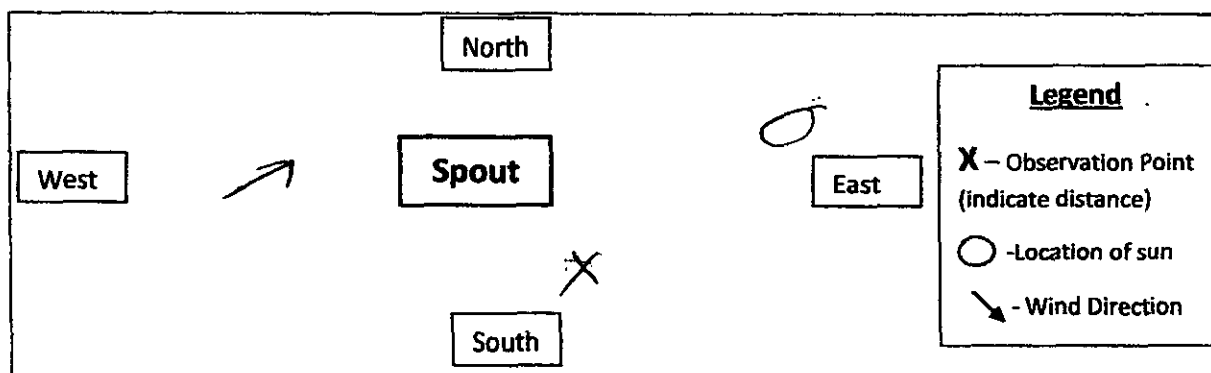 North
Legend
West
Spout
East
X – Observation Point
(indicate distance)
-Location of sun
- Wind Direction
X
South